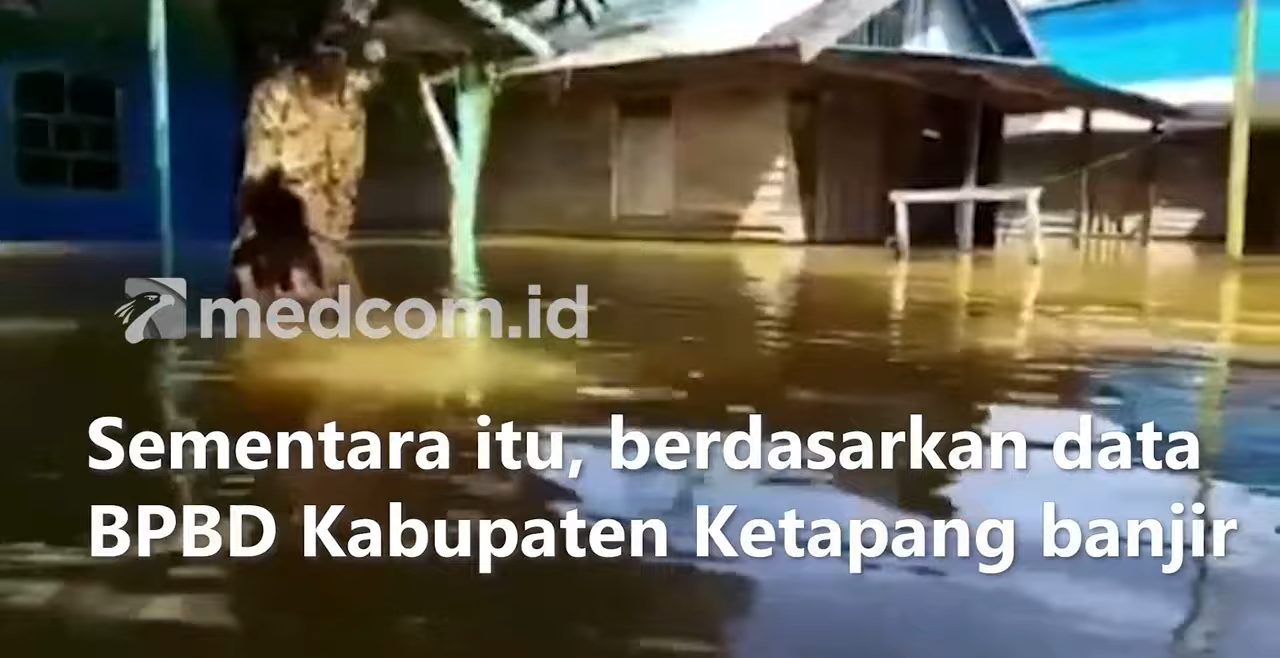 medcom.id
Sementara itu, berdasarkan data
BPBD Kabupaten Ketapang banjir